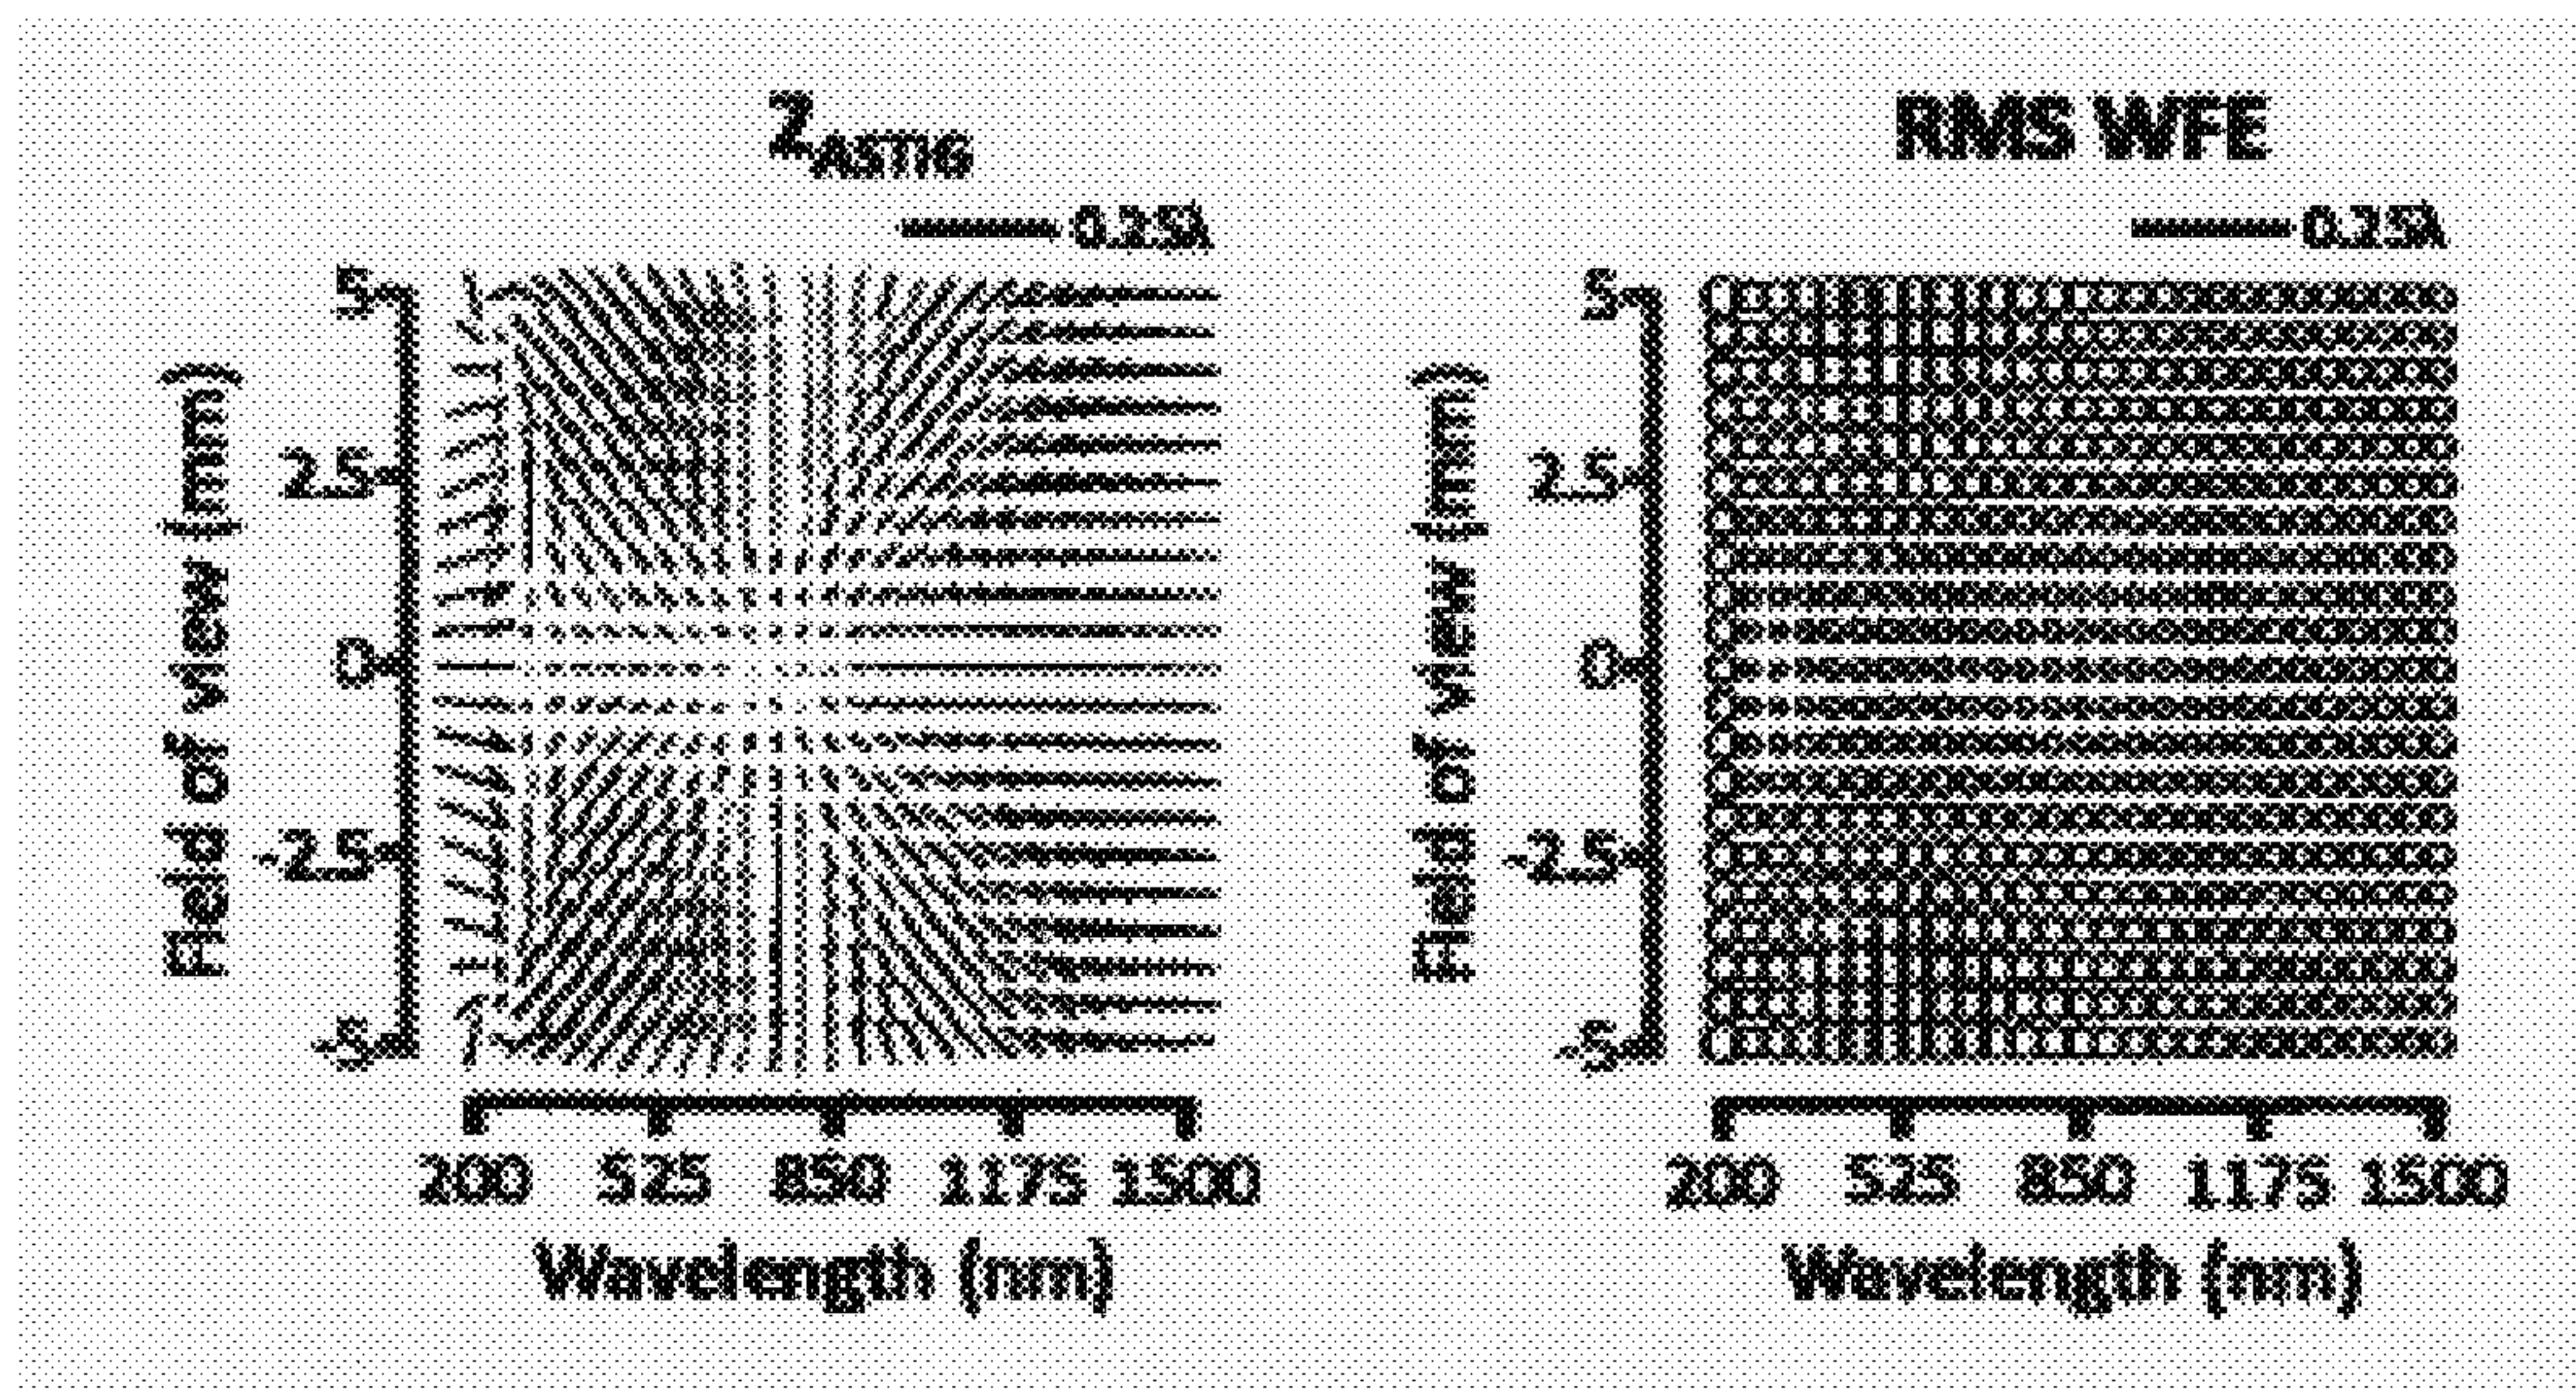 Z_ASTIG
0.25λ
5
2.5
0
-2.5
-5
Field of view (mm)
200 525 850 1175 1500
Wavelength (nm)
RMS WFE
0.25λ
5
2.5
0
-2.5
-5
Field of view (mm)
200 525 850 1175 1500
Wavelength (nm)